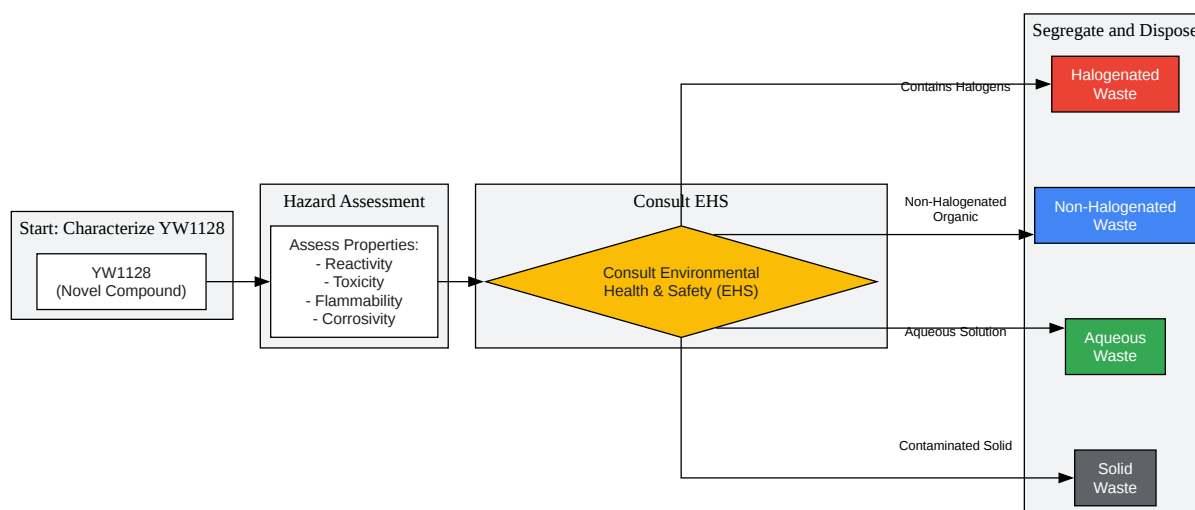 Start: Characterize YW1128
YW1128
(Novel Compound)
Hazard Assessment
Assess Properties:
- Reactivity
- Toxicity
- Flammability
- Corrosivity
Consult EHS
Consult Environmental
Health & Safety (EHS)
Contains Halogens
Non-Halogenated
Organic
Aqueous Solution
Contaminated Solid
Segregate and Dispose
Halogenated
Waste
Non-Halogenated
Waste
Aqueous
Waste
Solid
Waste